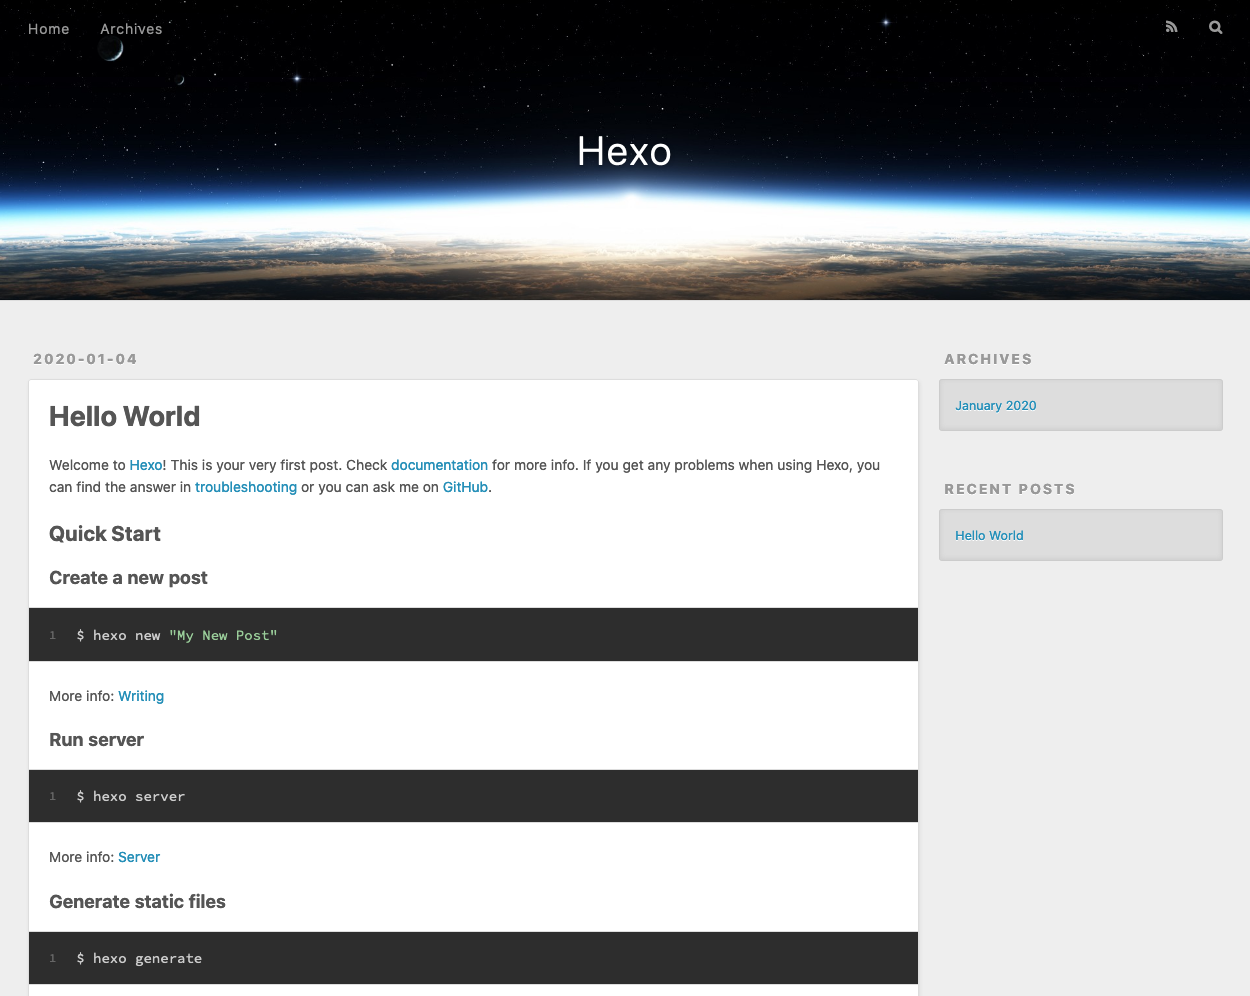 Home Archives
Hexo
2020-01-04
Hello World
Welcome to Hexo! This is your very first post. Check documentation for more info. If you get any problems when using Hexo, you
can find the answer in troubleshooting or you can ask me on GitHub.
Quick Start
Create a new post
1 $ hexo new "My New Post"
More info: Writing
Run server
1 $ hexo server
More info: Server
Generate static files
1 $ hexo generate
ARCHIVES
January 2020
RECENT POSTS
Hello World